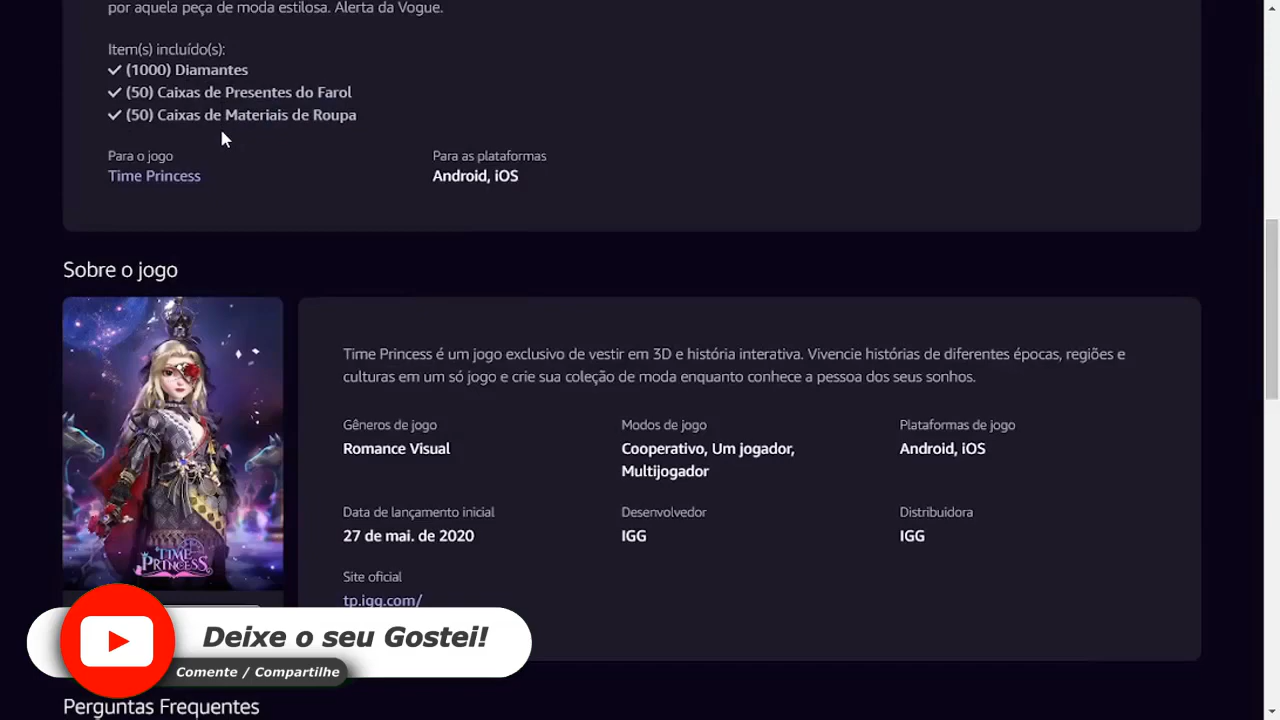 por aquela peça de moda estilosa. Alerta da Vogue.
Item(s) incluído(s):
(1000) Diamantes
(50) Caixas de Presentes do Farol
(50) Caixas de Materiais de Roupa
Para o jogo
Time Princess
Para as plataformas
Android, iOS
Sobre o jogo
TIME PRINCESS
Time Princess é um jogo exclusivo de vestir em 3D e história interativa. Vivencie histórias de diferentes épocas, regiões e
culturas em um só jogo e crie sua coleção de moda enquanto conhece a pessoa dos seus sonhos.
Gêneros de jogo
Romance Visual
Modos de jogo
Cooperativo, Um jogador,
Multijogador
Plataformas de jogo
Android, iOS
Data de lançamento inicial
27 de mai. de 2020
Desenvolvedor
IGG
Distribuidora
IGG
Site oficial
tp.igg.com/
Deixe o seu Gostei!
Comente / Compartilhe
Perguntas Frequentes